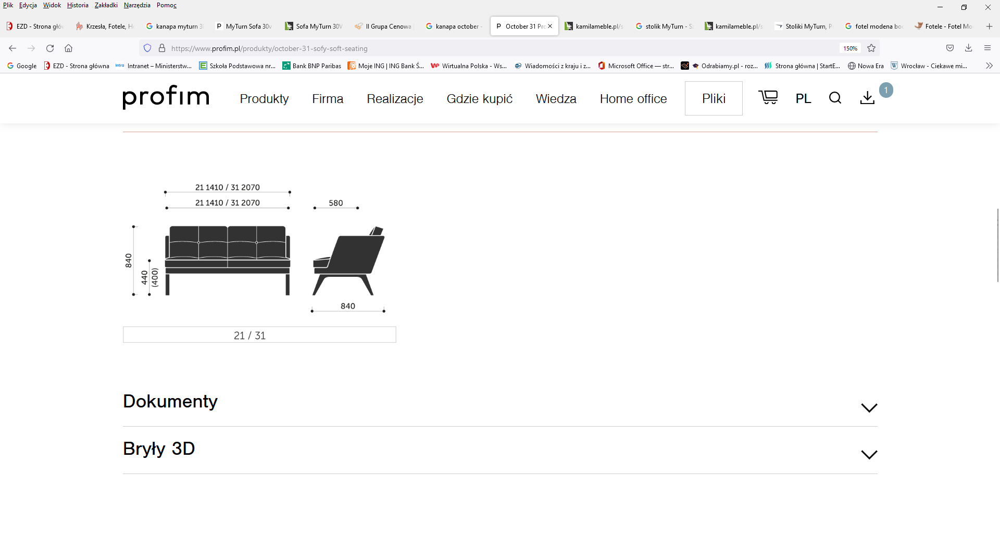 Plik Edycja Widok Historia Zakładki Narzędzia Pomoc
EZD - Strona głów Krzesła, Fotele, Ho kanapa myturn 30 MyTurn Sofa 30v Sofa MyTurn 30V II Grupa Cenowa kanapa october - October 31 Pro kamilameble.pl/s stolik MyTurn - Sz kamilameble.pl/s Stoliki MyTurn, P fotel modena bo Fotele - Fotel Mo
https://www.profim.pl/produkty/october-31-sofy-soft-seating 150%
Google EZD - Strona główna intra Intranet – Ministerstw... Szkoła Podstawowa nr... Bank BNP Paribas Moje ING | ING Bank Ś... WP Wirtualna Polska - Ws... Wiadomości z kraju i z... Microsoft Office — str... Odrabiamy.pl - roz... Strona główna | StartE... Nowa Era Wrocław - Ciekawe mi...
profim Produkty Firma Realizacje Gdzie kupić Wiedza Home office Pliki PL 1
21 1410 / 31 2070
21 1410 / 31 2070 580
840
440
(400)
840
21 / 31
Dokumenty
Bryły 3D